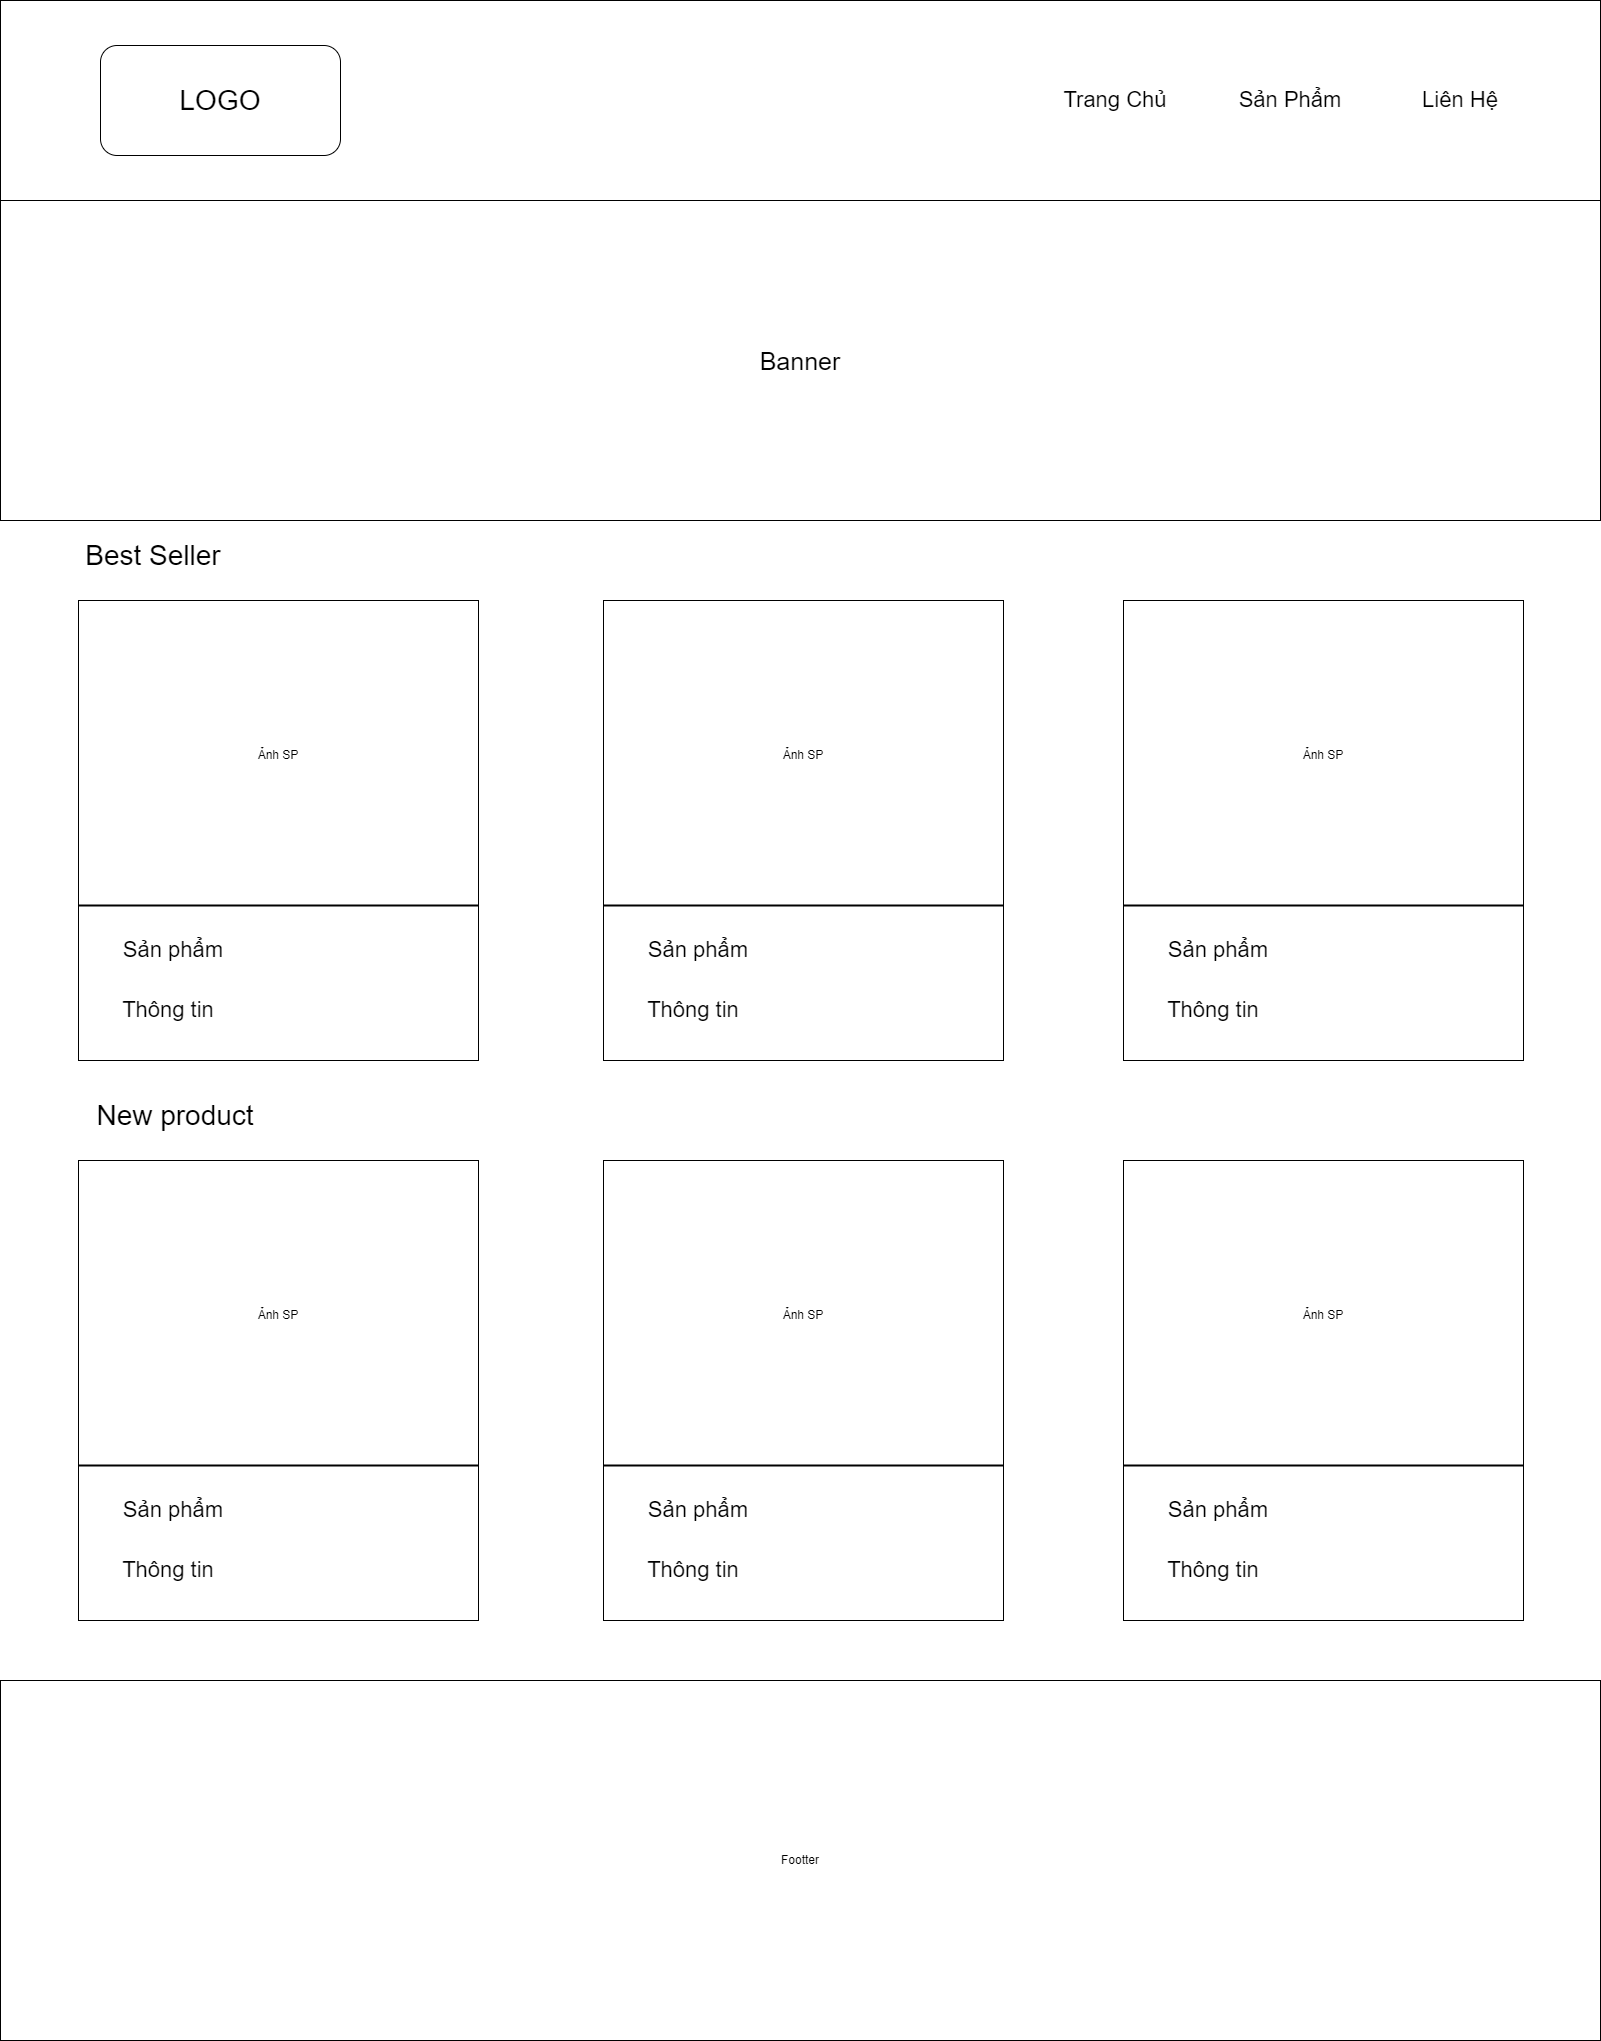 LOGO
Trang Chủ
Sản Phẩm
Liên Hệ
Banner
Best Seller
Ảnh SP
Ảnh SP
Ảnh SP
Sản phẩm
Sản phẩm
Sản phẩm
Thông tin
Thông tin
Thông tin
New product
Ảnh SP
Ảnh SP
Ảnh SP
Sản phẩm
Sản phẩm
Sản phẩm
Thông tin
Thông tin
Thông tin
Footter